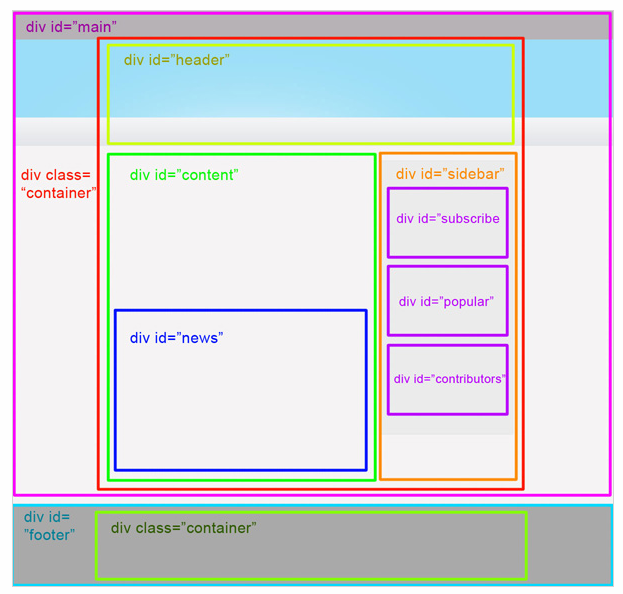 div id=”main”
div id=”header”
div class=
“container”
div id=”content”
div id=”sidebar”
div id=”subscribe
div id=”popular”
div id=”news”
div id=”contributors”
div id=
”footer”
div class=”container”